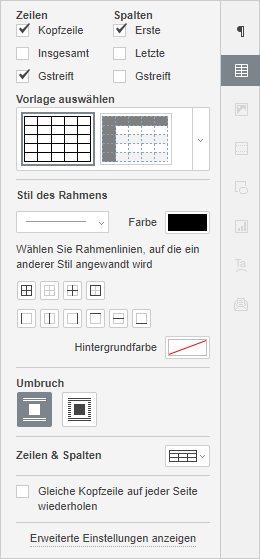 Zeilen Spalten
Kopfzeile Erste
Insgesamt Letzte
Gstreift Gstreift
Vorlage auswählen
Stil des Rahmens
Farbe
Wählen Sie Rahmenlinien, auf die ein
anderer Stil angewandt wird
Hintergrundfarbe
Umbruch
Zeilen & Spalten
Gleiche Kopfzeile auf jeder Seite
wiederholen
Erweiterte Einstellungen anzeigen